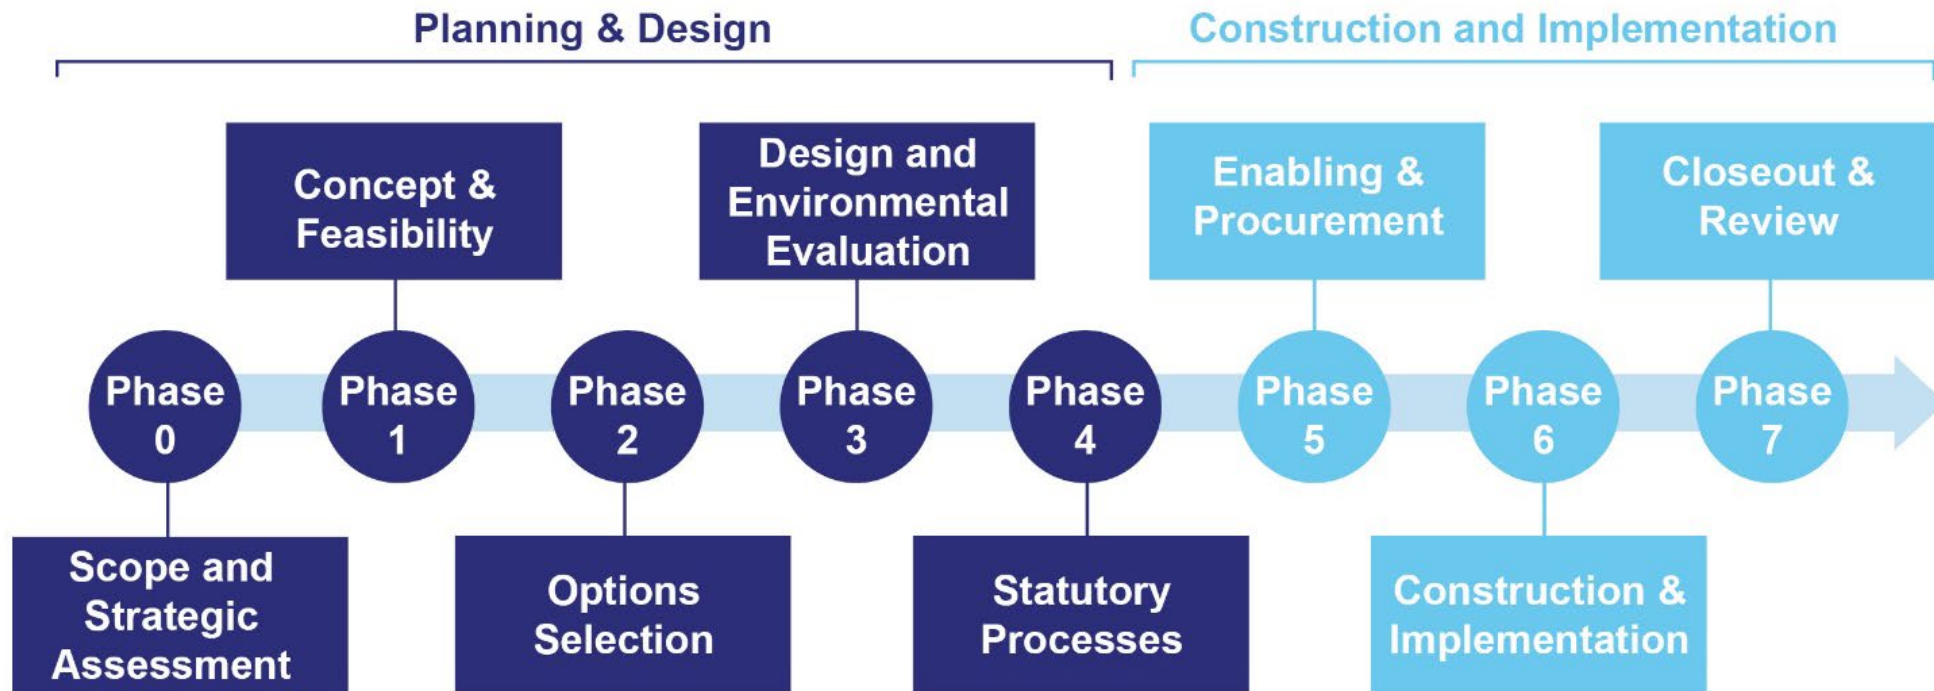 Planning & Design
Construction and Implementation
Concept &
Feasibility
Design and
Environmental
Evaluation
Enabling &
Procurement
Closeout &
Review
Phase
0
Phase
1
Phase
2
Phase
3
Phase
4
Phase
5
Phase
6
Phase
7
Scope and
Strategic
Assessment
Options
Selection
Statutory
Processes
Construction &
Implementation